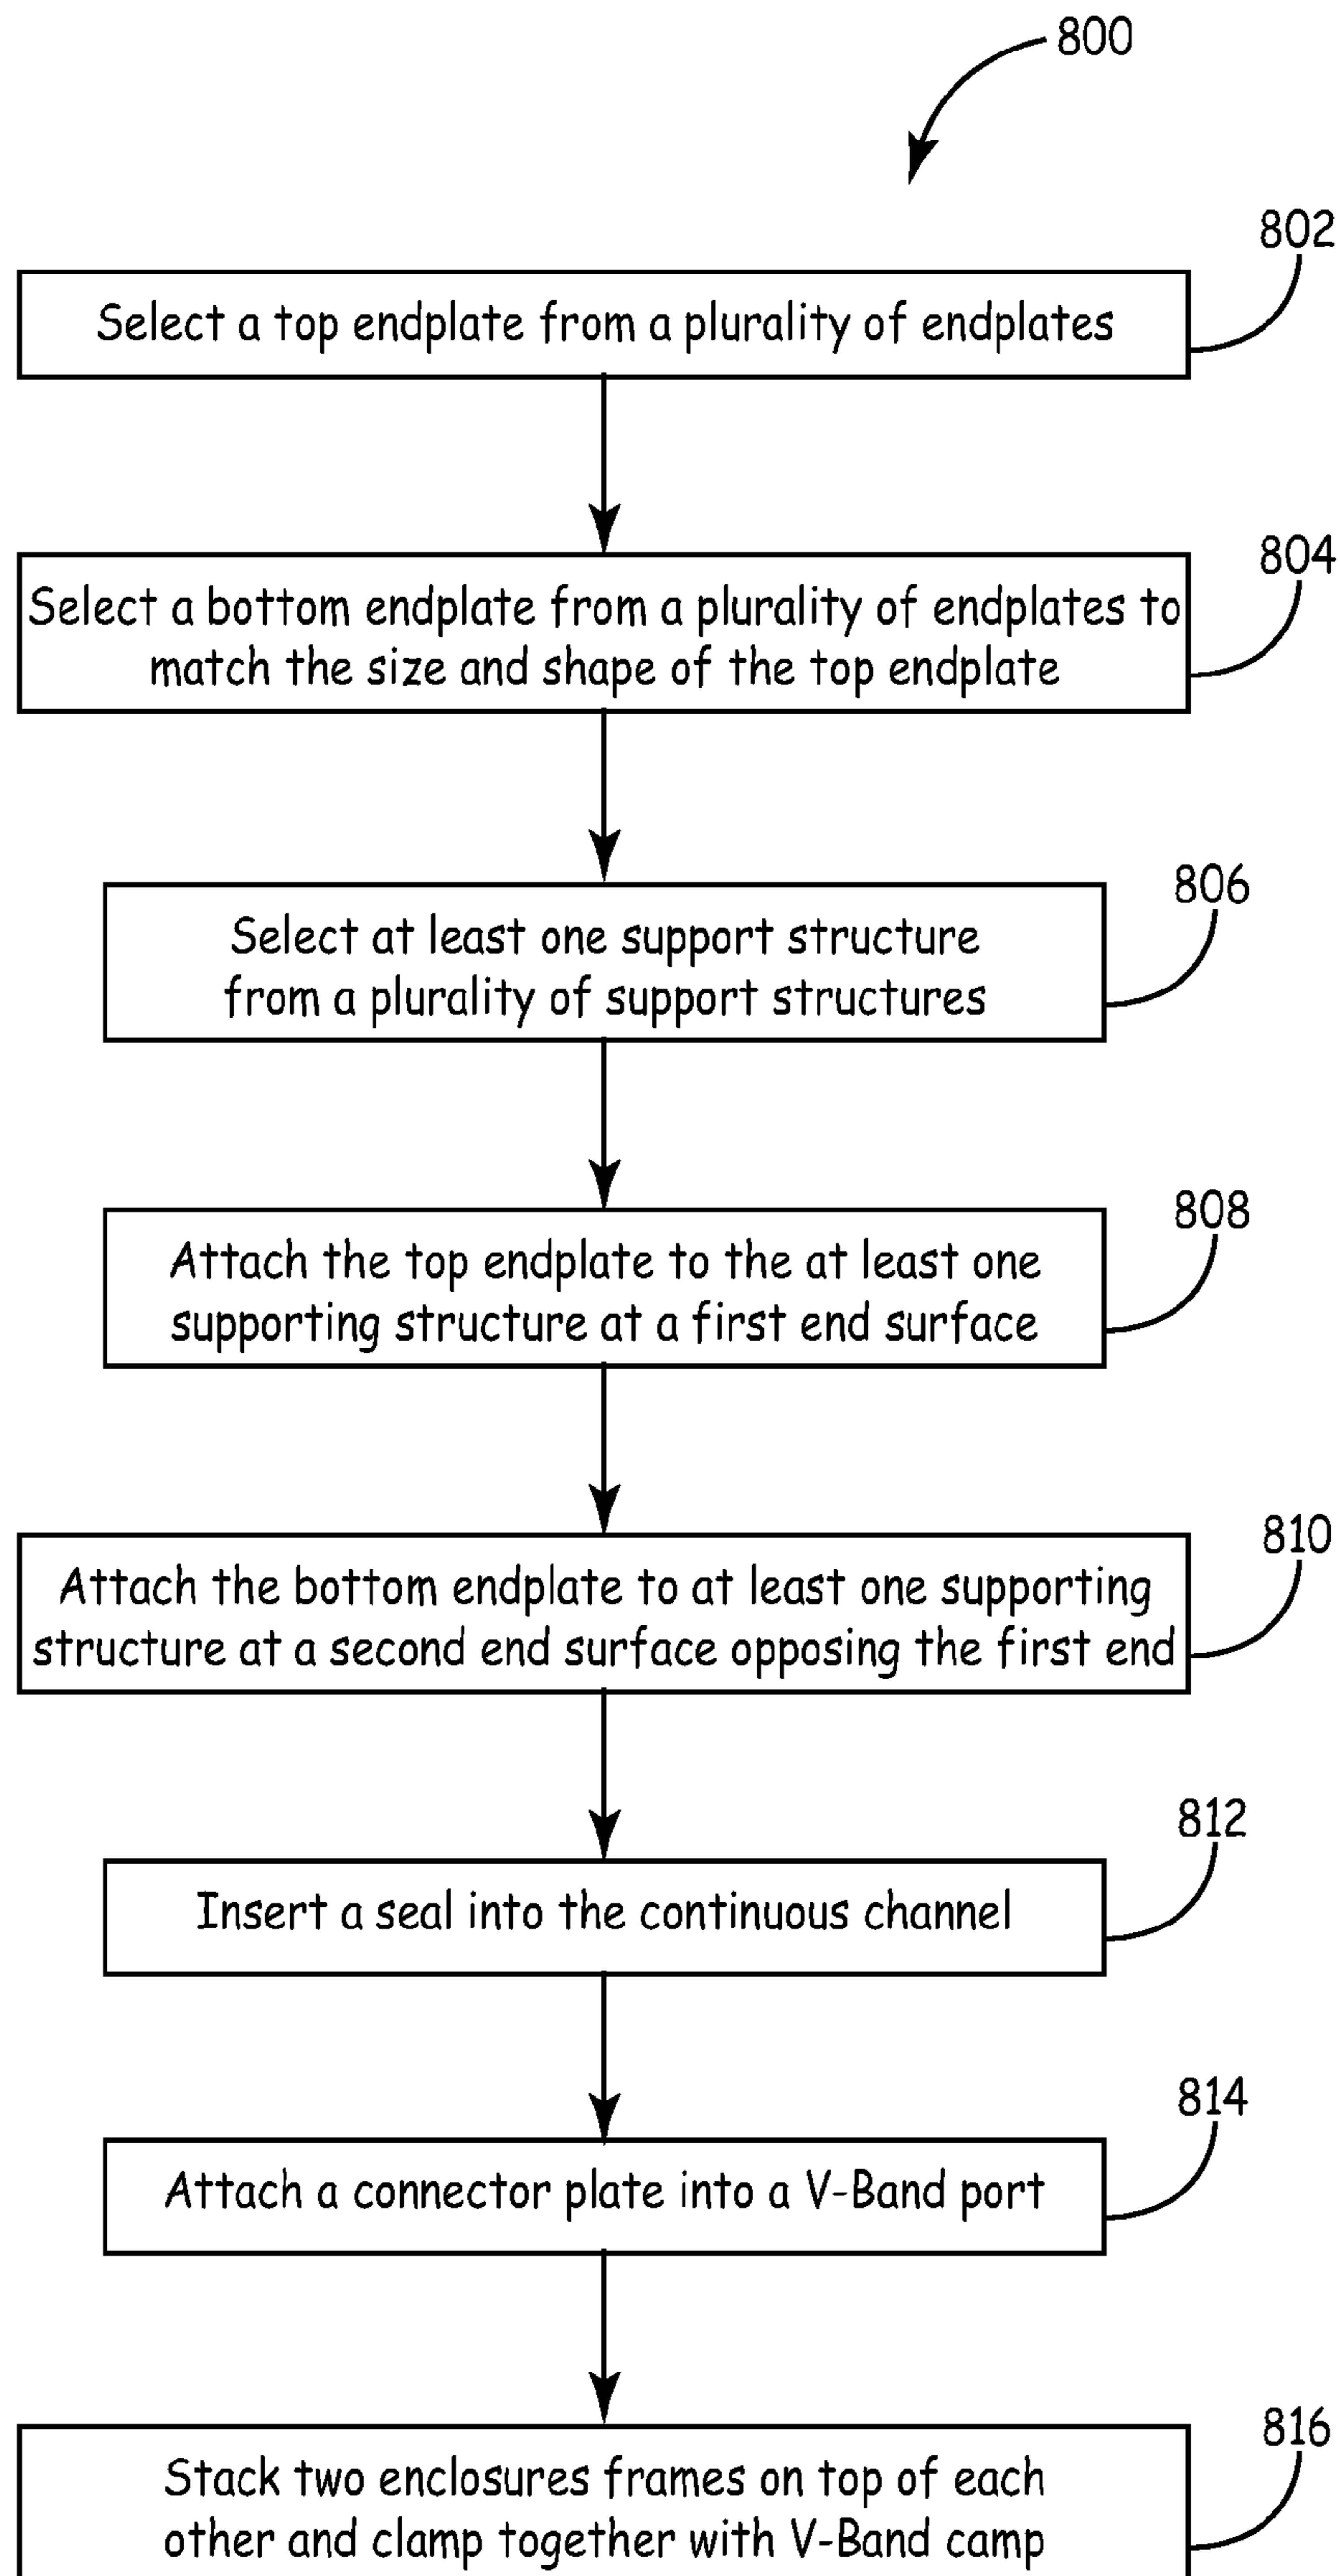 800
802
Select a top endplate from a plurality of endplates
804
Select a bottom endplate from a plurality of endplates to
match the size and shape of the top endplate
806
Select at least one support structure
from a plurality of support structures
808
Attach the top endplate to the at least one
supporting structure at a first end surface
810
Attach the bottom endplate to at least one supporting
structure at a second end surface opposing the first end
812
Insert a seal into the continuous channel
814
Attach a connector plate into a V-Band port
816
Stack two enclosures frames on top of each
other and clamp together with V-Band camp